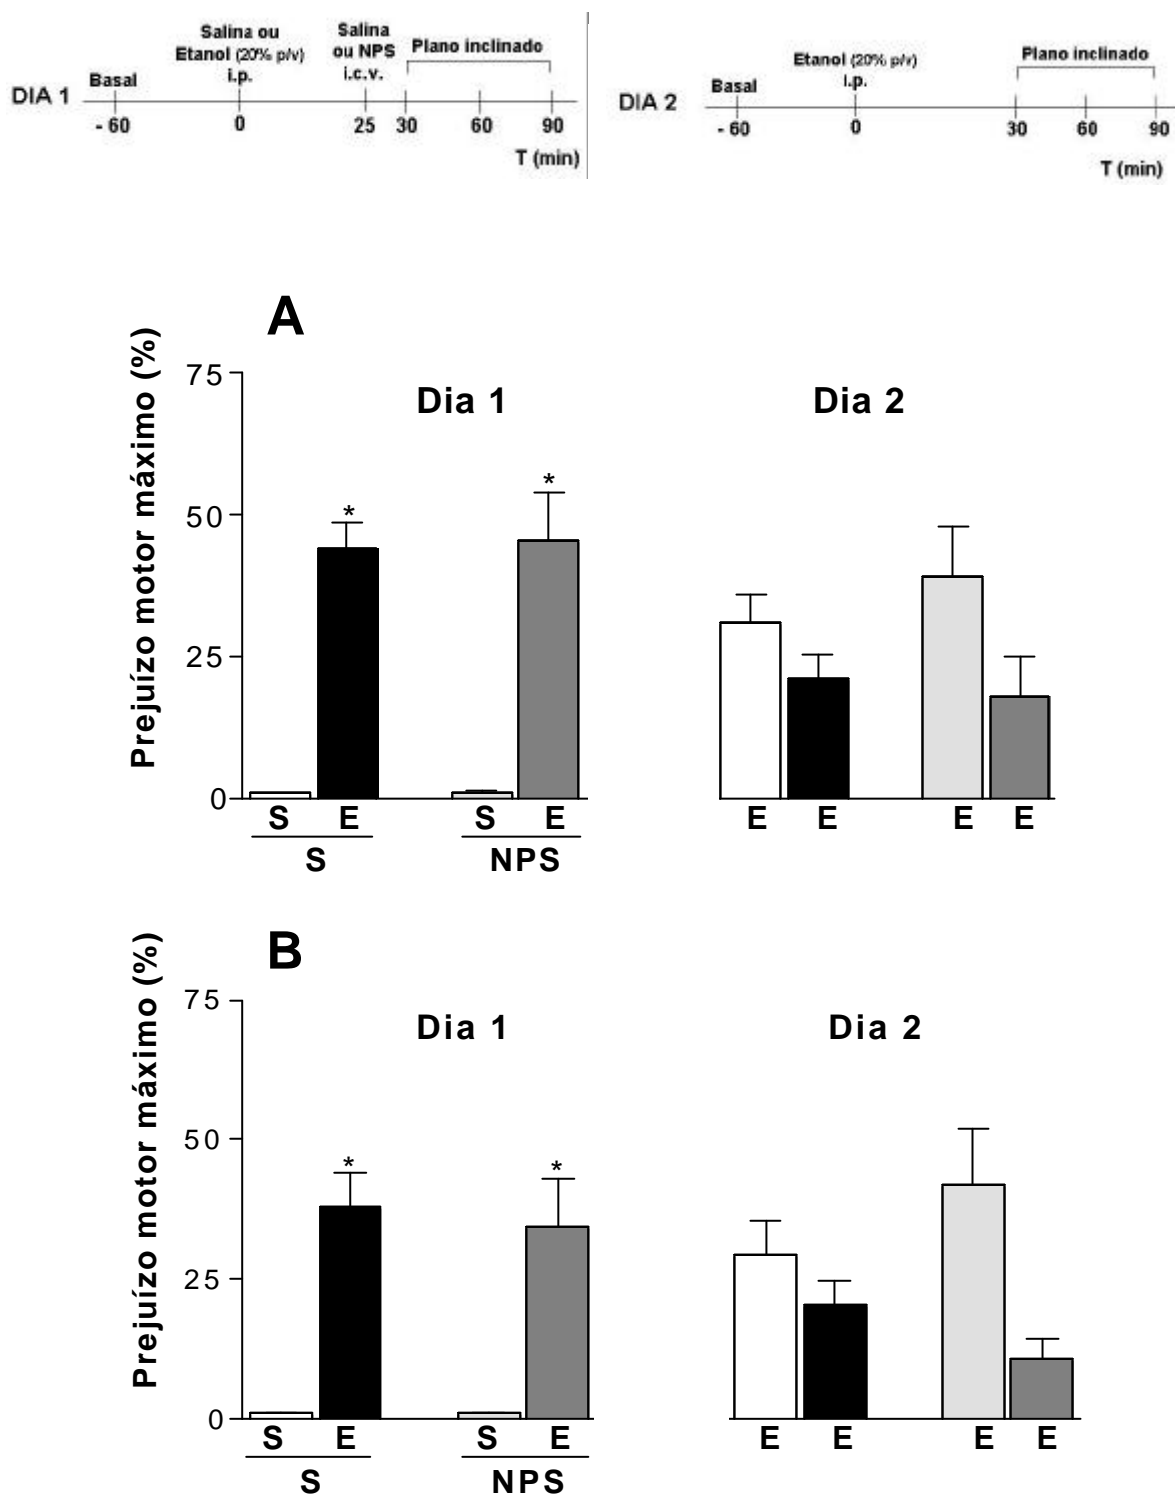 Salina ou
Etanol (20% p/v)
i.p.
Salina
ou NPS
i.c.v.
Plano inclinado
Basal
DIA 1
- 60
0
25
30
60
90
T (min)
Etanol (20% p/v)
i.p.
Plano inclinado
Basal
DIA 2
- 60
0
30
60
90
T (min)
A
Prejuízo motor máximo (%)
75
50
25
0
Dia 1
Dia 2
*
*
S E S E E E E E
S NPS
B
Prejuízo motor máximo (%)
75
50
25
0
Dia 1
Dia 2
*
*
S E S E E E E E
S NPS